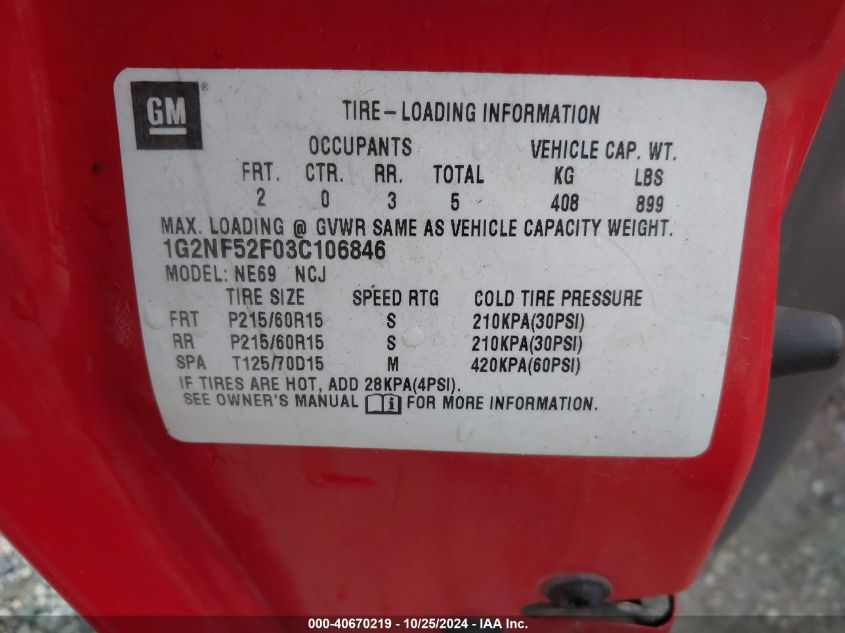 GM®
TIRE-LOADING INFORMATION
OCCUPANTS VEHICLE CAP. WT.
FRT. CTR. RR. TOTAL KG LBS
2 0 3 5 408 899
MAX. LOADING @ GVWR SAME AS VEHICLE CAPACITY WEIGHT.
1G2NF52F03C106846
MODEL: NE69 NCJ
TIRE SIZE SPEED RTG COLD TIRE PRESSURE
FRT P215/60R15 S 210KPA(30PSI)
RR P215/60R15 S 210KPA(30PSI)
SPA T125/70D15 M 420KPA(60PSI)
IF TIRES ARE HOT, ADD 28KPA(4PSI).
SEE OWNER'S MANUAL i FOR MORE INFORMATION.
000-40670219 - 10/25/2024 - IAA Inc.